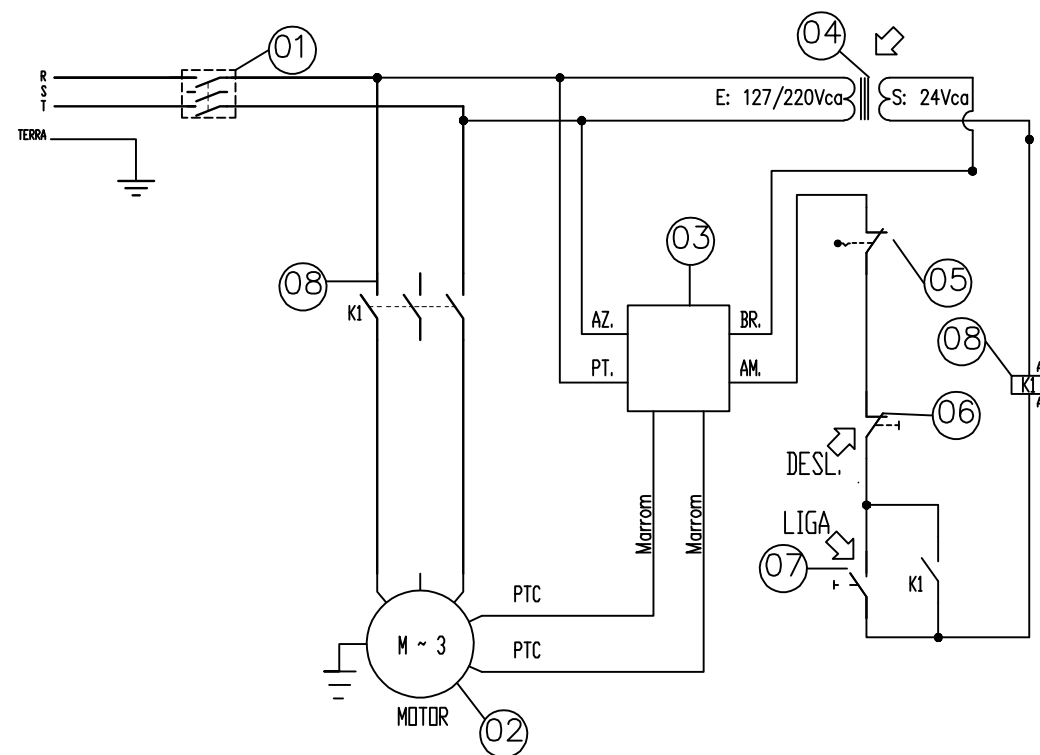 01
04
R
S
T
E: 127/220Vca
S: 24Vca
TERRA
03
05
08
K1
AZ.
BR.
08
PT.
AM.
K1
06
DESL.
LIGA
Marrom
Marrom
07
K1
PTC
M ~ 3
PTC
MOTOR
02